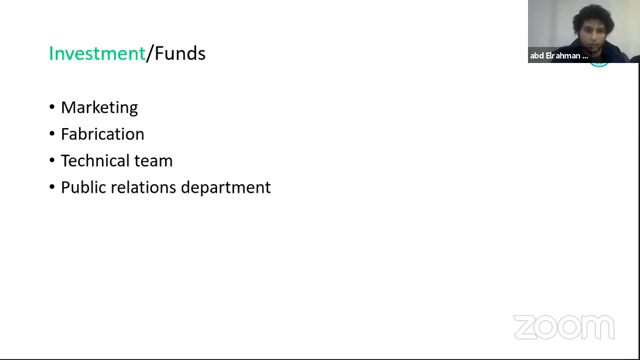 Investment/Funds
abd Elrahman ...
• Marketing
• Fabrication
• Technical team
• Public relations department
zoom